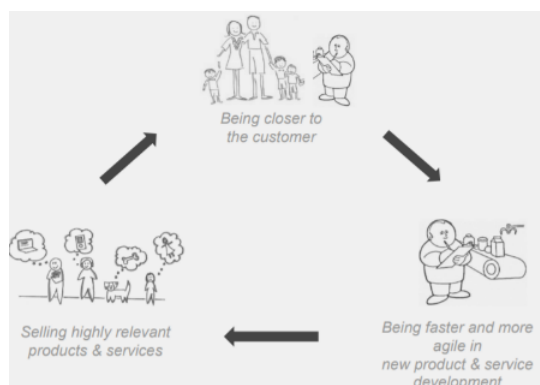 Being closer to
the customer
Selling highly relevant
products & services
Being faster and more
agile in
new product & service
development